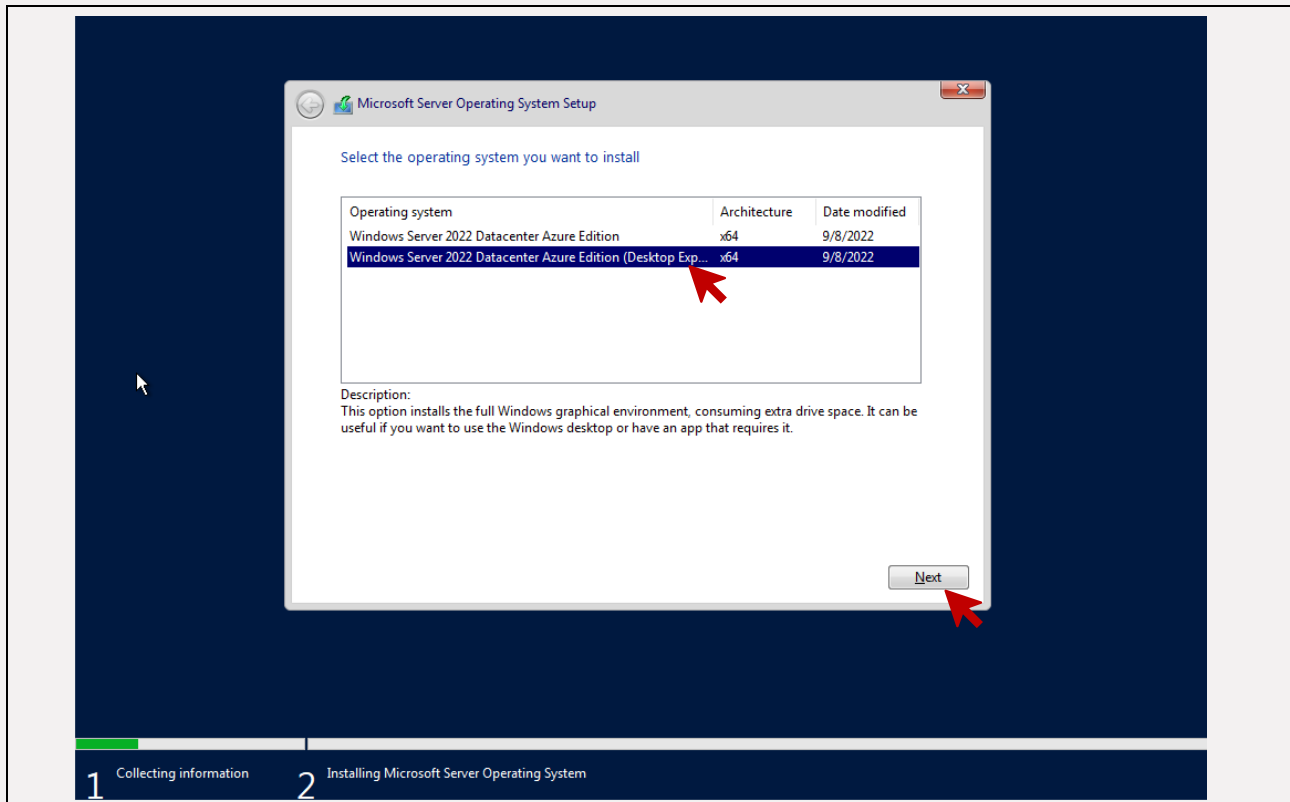 Microsoft Server Operating System Setup
Select the operating system you want to install
Operating system Architecture Date modified
Windows Server 2022 Datacenter Azure Edition x64 9/8/2022
Windows Server 2022 Datacenter Azure Edition (Desktop Exp... x64 9/8/2022
Description:
This option installs the full Windows graphical environment, consuming extra drive space. It can be
useful if you want to use the Windows desktop or have an app that requires it.
Next
1 Collecting information 2 Installing Microsoft Server Operating System